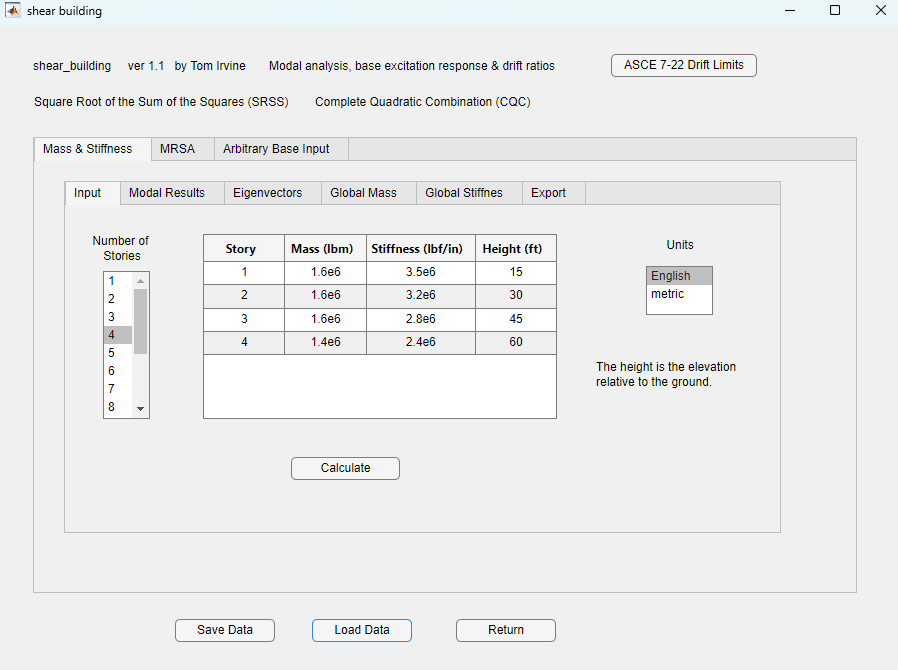 shear building
shear_building ver 1.1 by Tom Irvine Modal analysis, base excitation response & drift ratios ASCE 7-22 Drift Limits
Square Root of the Sum of the Squares (SRSS) Complete Quadratic Combination (CQC)
Mass & Stiffness MRSA Arbitrary Base Input
Input Modal Results Eigenvectors Global Mass Global Stiffnes Export
Number of
Stories
1
2
3
4
5
6
7
8
Story Mass (lbm) Stiffness (lbf/in) Height (ft)
1 1.6e6 3.5e6 15
2 1.6e6 3.2e6 30
3 1.6e6 2.8e6 45
4 1.4e6 2.4e6 60
Units
English
metric
The height is the elevation
relative to the ground.
Calculate
Save Data Load Data Return